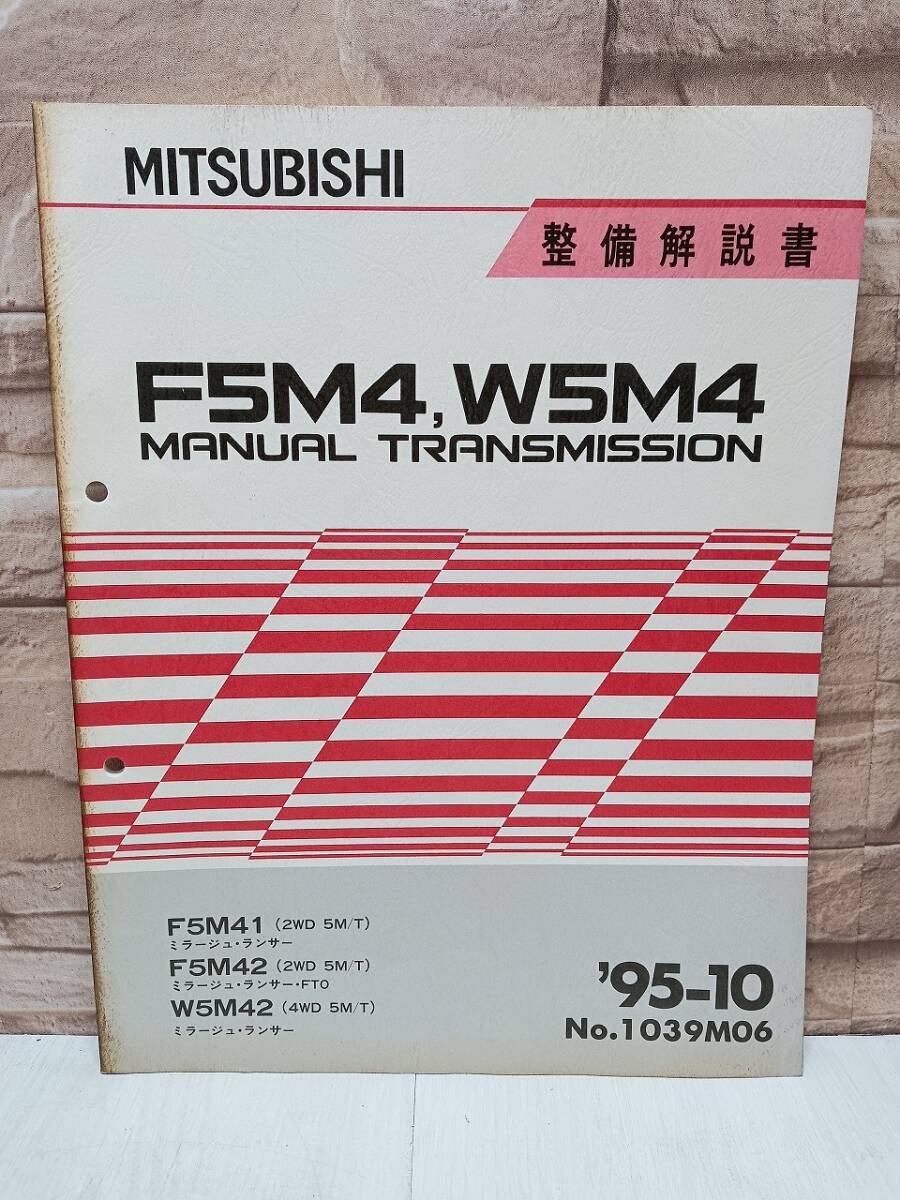 MITSUBISHI
整備解説書
F5M4, W5M4
MANUAL TRANSMISSION
F5M41 (2WD 5M/T)
ミラージュ・ランサー
F5M42 (2WD 5M/T)
ミラージュ・ランサー・FTO
W5M42 (4WD 5M/T)
ミラージュ・ランサー
'95-10
No.1039M06